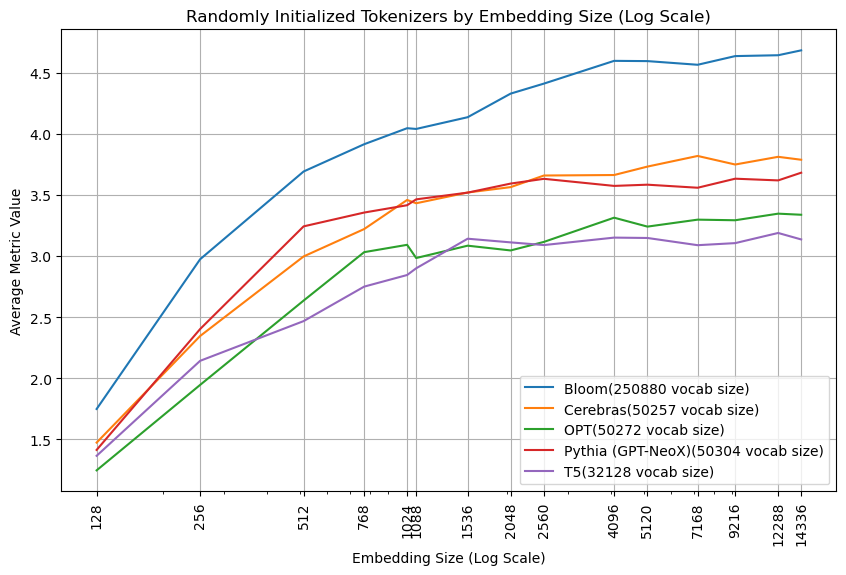 Randomly Initialized Tokenizers by Embedding Size (Log Scale)
Average Metric Value
4.5
4.0
3.5
3.0
2.5
2.0
1.5
Bloom(250880 vocab size)
Cerebras(50257 vocab size)
OPT(50272 vocab size)
Pythia (GPT-NeoX)(50304 vocab size)
T5(32128 vocab size)
128
256
512
768
1024
1088
1536
2048
2560
4096
5120
7168
9216
12288
14336
Embedding Size (Log Scale)